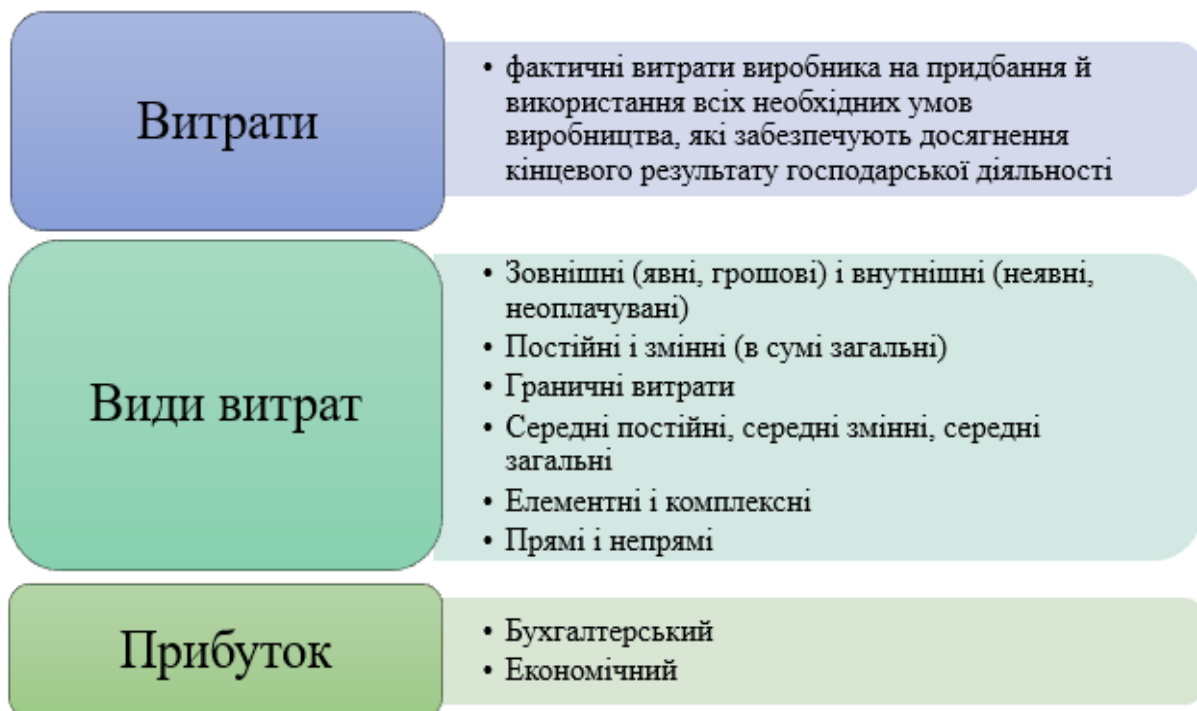 Витрати
• фактичні витрати виробника на придбання й
використання всіх необхідних умов
виробництва, які забезпечують досягнення
кінцевого результату господарської діяльності
Види витрат
• Зовнішні (явні, грошові) і внутнішні (неявні,
неоплачувані)
• Постійні і змінні (в сумі загальні)
• Граничні витрати
• Середні постійні, середні змінні, середні
загальні
• Елементні і комплексні
• Прямі і непрямі
Прибуток
• Бухгалтерський
• Економічний